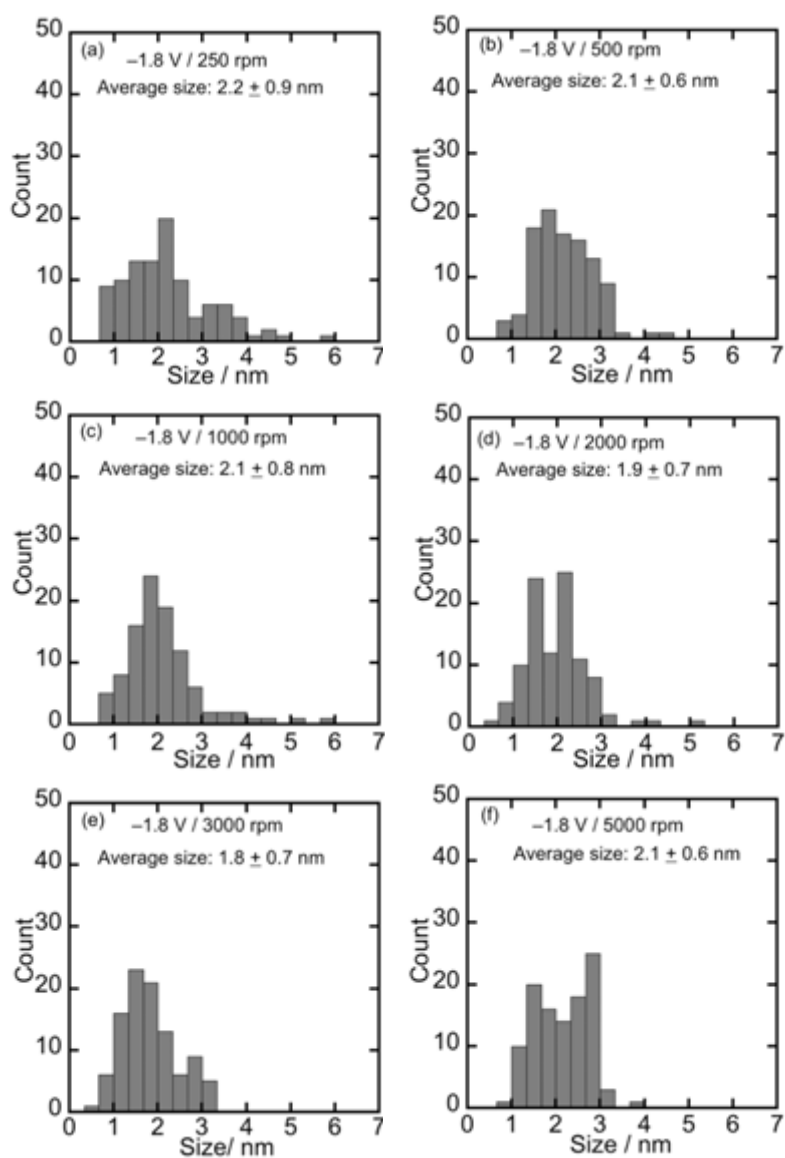 (a)
–1.8 V / 250 rpm
Average size: 2.2 ± 0.9 nm
50
40
30
20
10
0
Count
0 1 2 3 4 5 6 7
Size / nm
(b)
–1.8 V / 500 rpm
Average size: 2.1 ± 0.6 nm
50
40
30
20
10
0
Count
0 1 2 3 4 5 6 7
Size / nm
(c)
–1.8 V / 1000 rpm
Average size: 2.1 ± 0.8 nm
50
40
30
20
10
0
Count
0 1 2 3 4 5 6 7
Size / nm
(d)
–1.8 V / 2000 rpm
Average size: 1.9 ± 0.7 nm
50
40
30
20
10
0
Count
0 1 2 3 4 5 6 7
Size / nm
(e)
–1.8 V / 3000 rpm
Average size: 1.8 ± 0.7 nm
50
40
30
20
10
0
Count
0 1 2 3 4 5 6 7
Size/ nm
(f)
–1.8 V / 5000 rpm
Average size: 2.1 ± 0.6 nm
50
40
30
20
10
0
Count
0 1 2 3 4 5 6 7
Size / nm